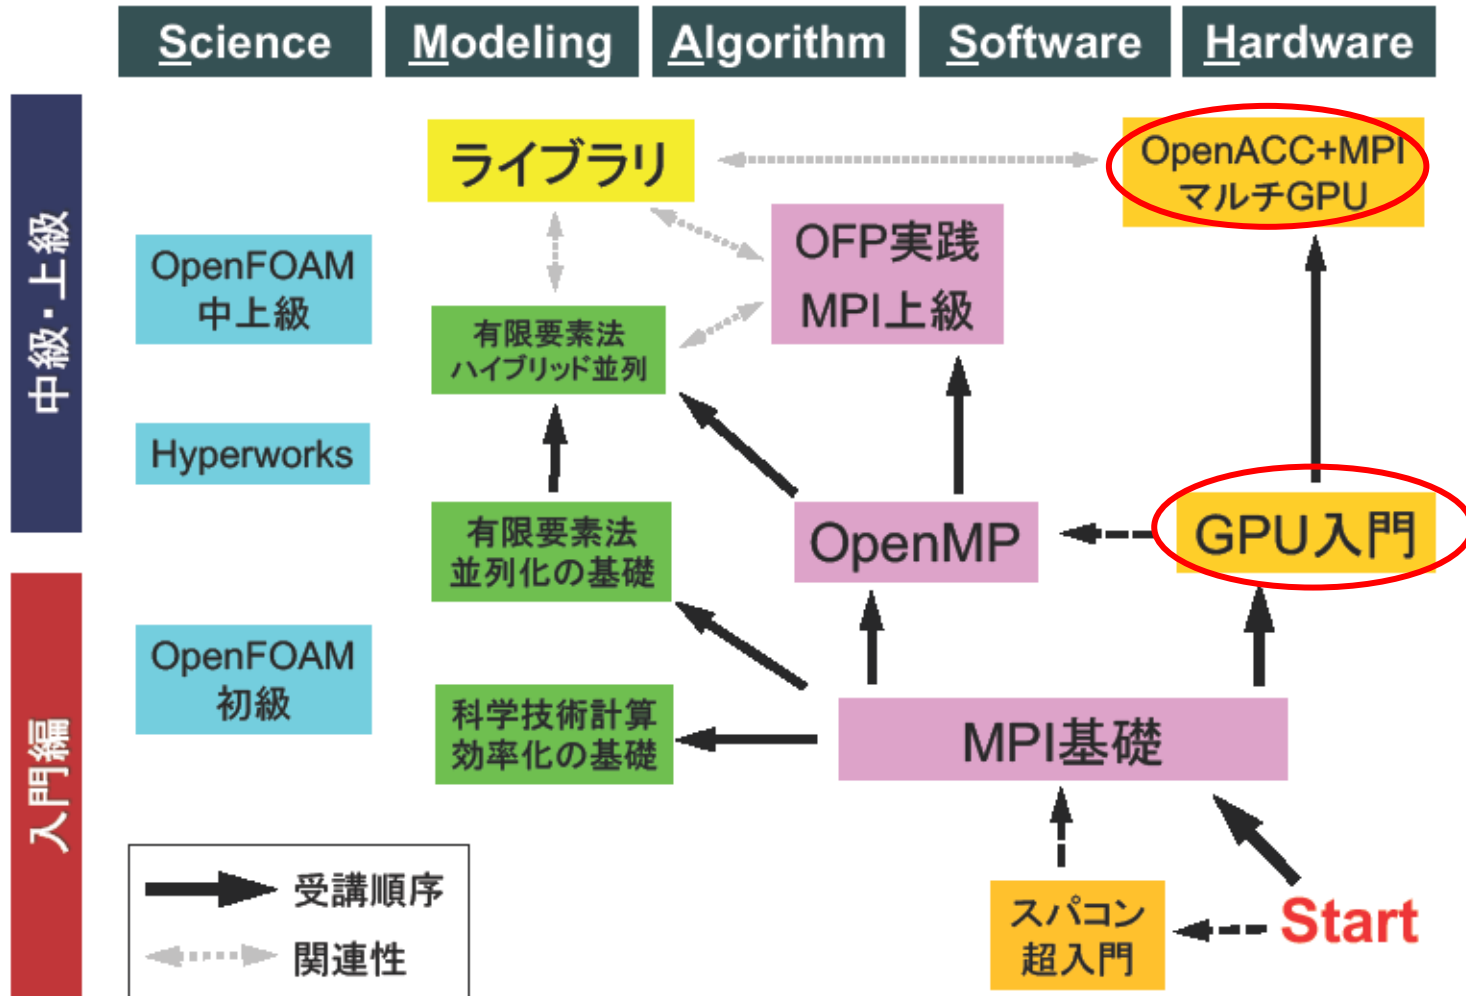 Science
Modeling
Algorithm
Software
Hardware
中級・上級
入門編
ライブラリ
OpenACC+MPI
マルチGPU
OFP実践
MPI上級
OpenFOAM
中上級
有限要素法
ハイブリッド並列
Hyperworks
有限要素法
並列化の基礎
OpenMP
GPU入門
OpenFOAM
初級
科学技術計算
効率化の基礎
MPI基礎
受講順序
関連性
スパコン
超入門
Start